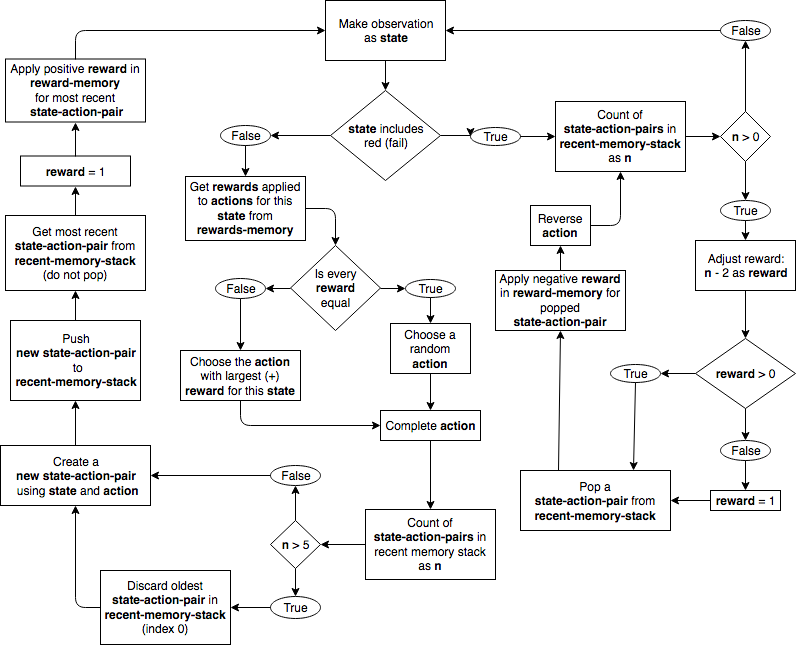 Make observation
as state
False
Apply positive reward in
reward-memory
for most recent
state-action-pair
state includes
red (fail)
False
True
Count of
state-action-pairs in
recent-memory-stack
as n
n > 0
True
reward = 1
Get rewards applied
to actions for this
state from
rewards-memory
Reverse
action
Get most recent
state-action-pair from
recent-memory-stack
(do not pop)
Is every
reward
equal
False
True
Adjust reward:
n - 2 as reward
Apply negative reward
in reward-memory for
popped
state-action-pair
Push
new state-action-pair
to
recent-memory-stack
Choose the action
with largest (+)
reward for this state
Choose a
random
action
True
reward > 0
Complete action
False
Create a
new state-action-pair
using state and action
False
Pop a
state-action-pair from
recent-memory-stack
reward = 1
n > 5
Count of
state-action-pairs in
recent memory stack
as n
Discard oldest
state-action-pair in
recent-memory-stack
(index 0)
True